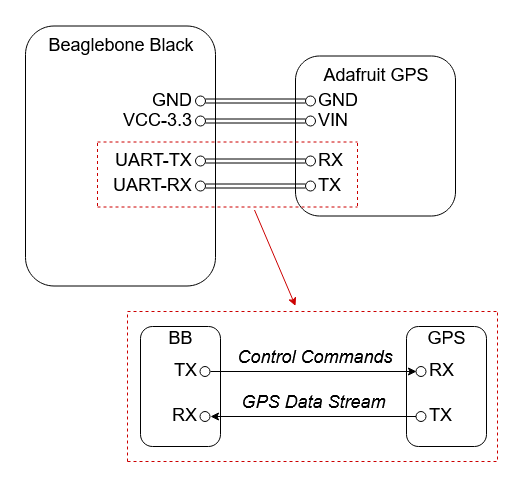 Beaglebone Black
Adafruit GPS
GND GND
VCC-3.3 VIN
UART-TX RX
UART-RX TX
BB GPS
TX Control Commands RX
RX GPS Data Stream TX